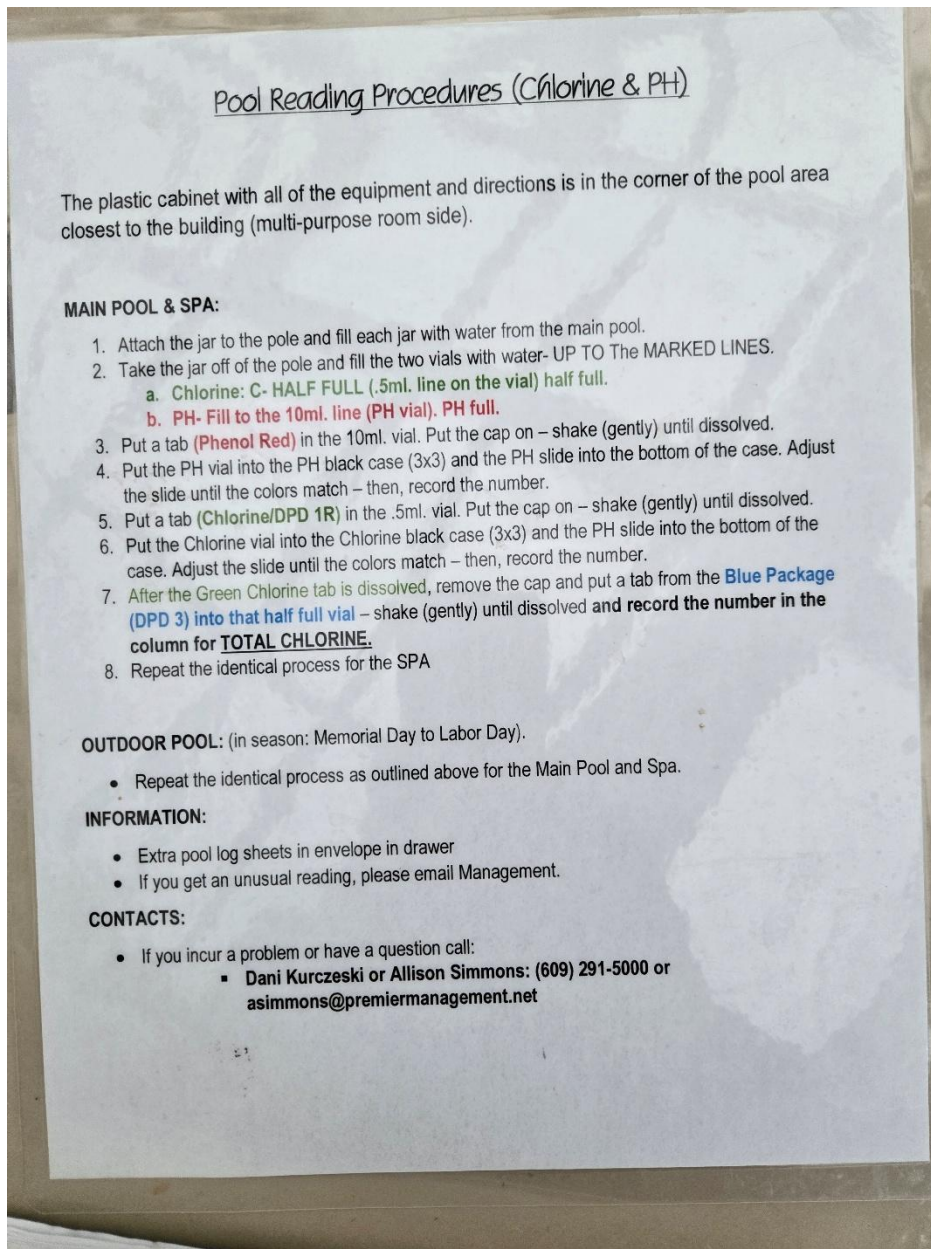 Pool Reading Procedures (Chlorine & PH)
The plastic cabinet with all of the equipment and directions is in the corner of the pool area
closest to the building (multi-purpose room side).
MAIN POOL & SPA:
1. Attach the jar to the pole and fill each jar with water from the main pool.
2. Take the jar off of the pole and fill the two vials with water- UP TO The MARKED LINES.
a. Chlorine: C- HALF FULL (.5ml. line on the vial) half full.
b. PH- Fill to the 10ml. line (PH vial). PH full.
3. Put a tab (Phenol Red) in the 10ml. vial. Put the cap on – shake (gently) until dissolved.
4. Put the PH vial into the PH black case (3x3) and the PH slide into the bottom of the case. Adjust
the slide until the colors match – then, record the number.
5. Put a tab (Chlorine/DPD 1R) in the .5ml. vial. Put the cap on – shake (gently) until dissolved.
6. Put the Chlorine vial into the Chlorine black case (3x3) and the PH slide into the bottom of the
case. Adjust the slide until the colors match – then, record the number.
7. After the Green Chlorine tab is dissolved, remove the cap and put a tab from the Blue Package
(DPD 3) into that half full vial – shake (gently) until dissolved and record the number in the
column for TOTAL CHLORINE.
8. Repeat the identical process for the SPA
OUTDOOR POOL: (in season: Memorial Day to Labor Day).
• Repeat the identical process as outlined above for the Main Pool and Spa.
INFORMATION:
• Extra pool log sheets in envelope in drawer
• If you get an unusual reading, please email Management.
CONTACTS:
• If you incur a problem or have a question call:
▪ Dani Kurczeski or Allison Simmons: (609) 291-5000 or
asimmons@premiermanagement.net